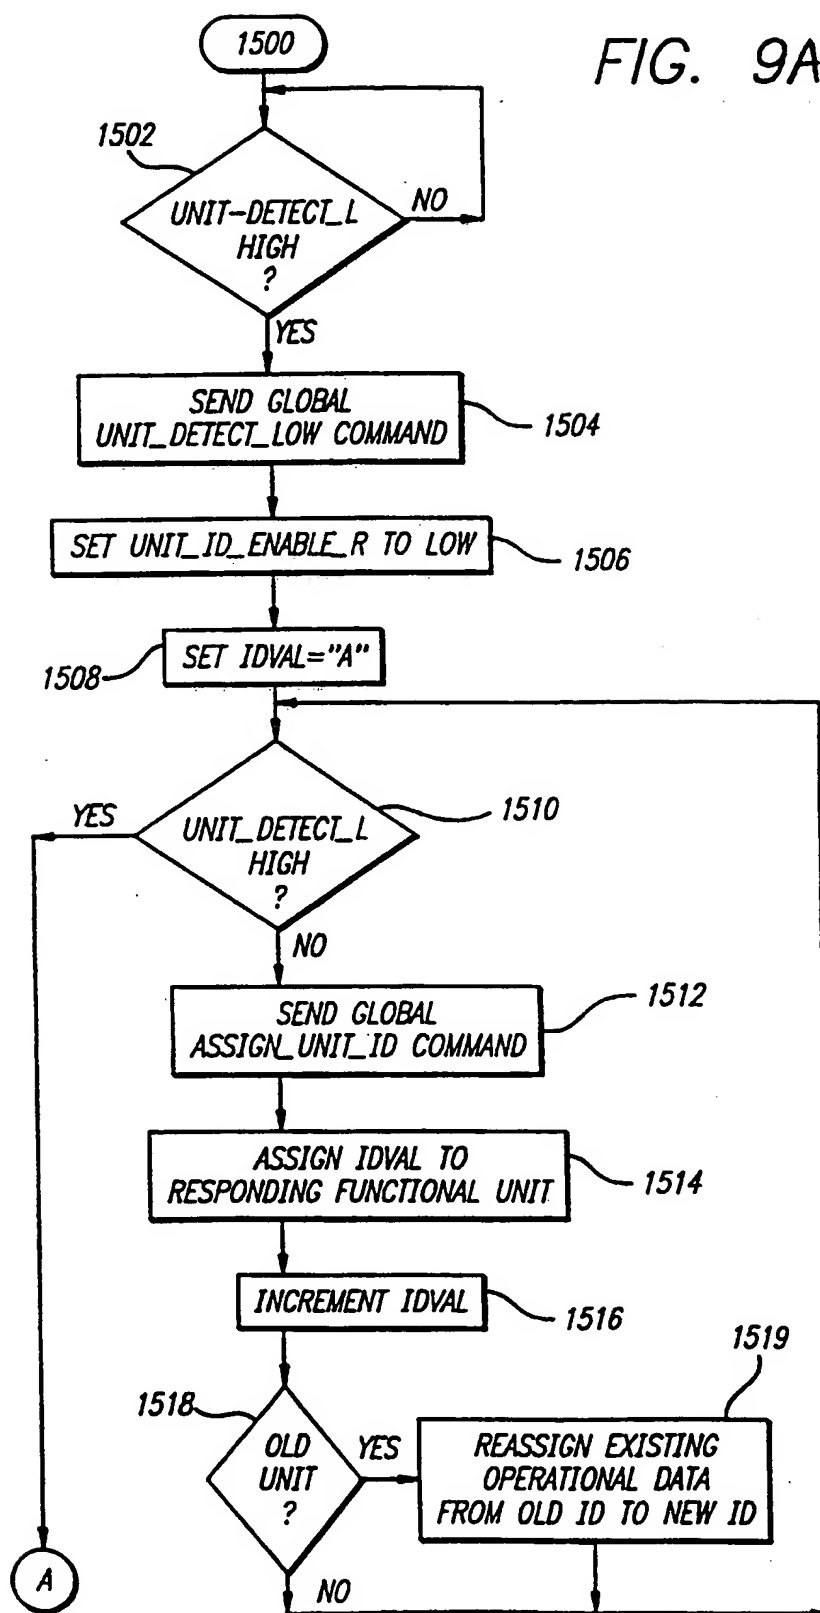 1500
FIG. 9A
1502
UNIT-DETECT_L
HIGH
?
NO
YES
SEND GLOBAL
UNIT_DETECT_LOW COMMAND
1504
SET UNIT_ID_ENABLE_R TO LOW
1506
SET IDVAL="A"
1508
YES
UNIT_DETECT_L
HIGH
?
1510
NO
SEND GLOBAL
ASSIGN_UNIT_ID COMMAND
1512
ASSIGN IDVAL TO
RESPONDING FUNCTIONAL UNIT
1514
INCREMENT IDVAL
1516
1518
OLD
UNIT
?
YES
1519
REASSIGN EXISTING
OPERATIONAL DATA
FROM OLD ID TO NEW ID
A
NO